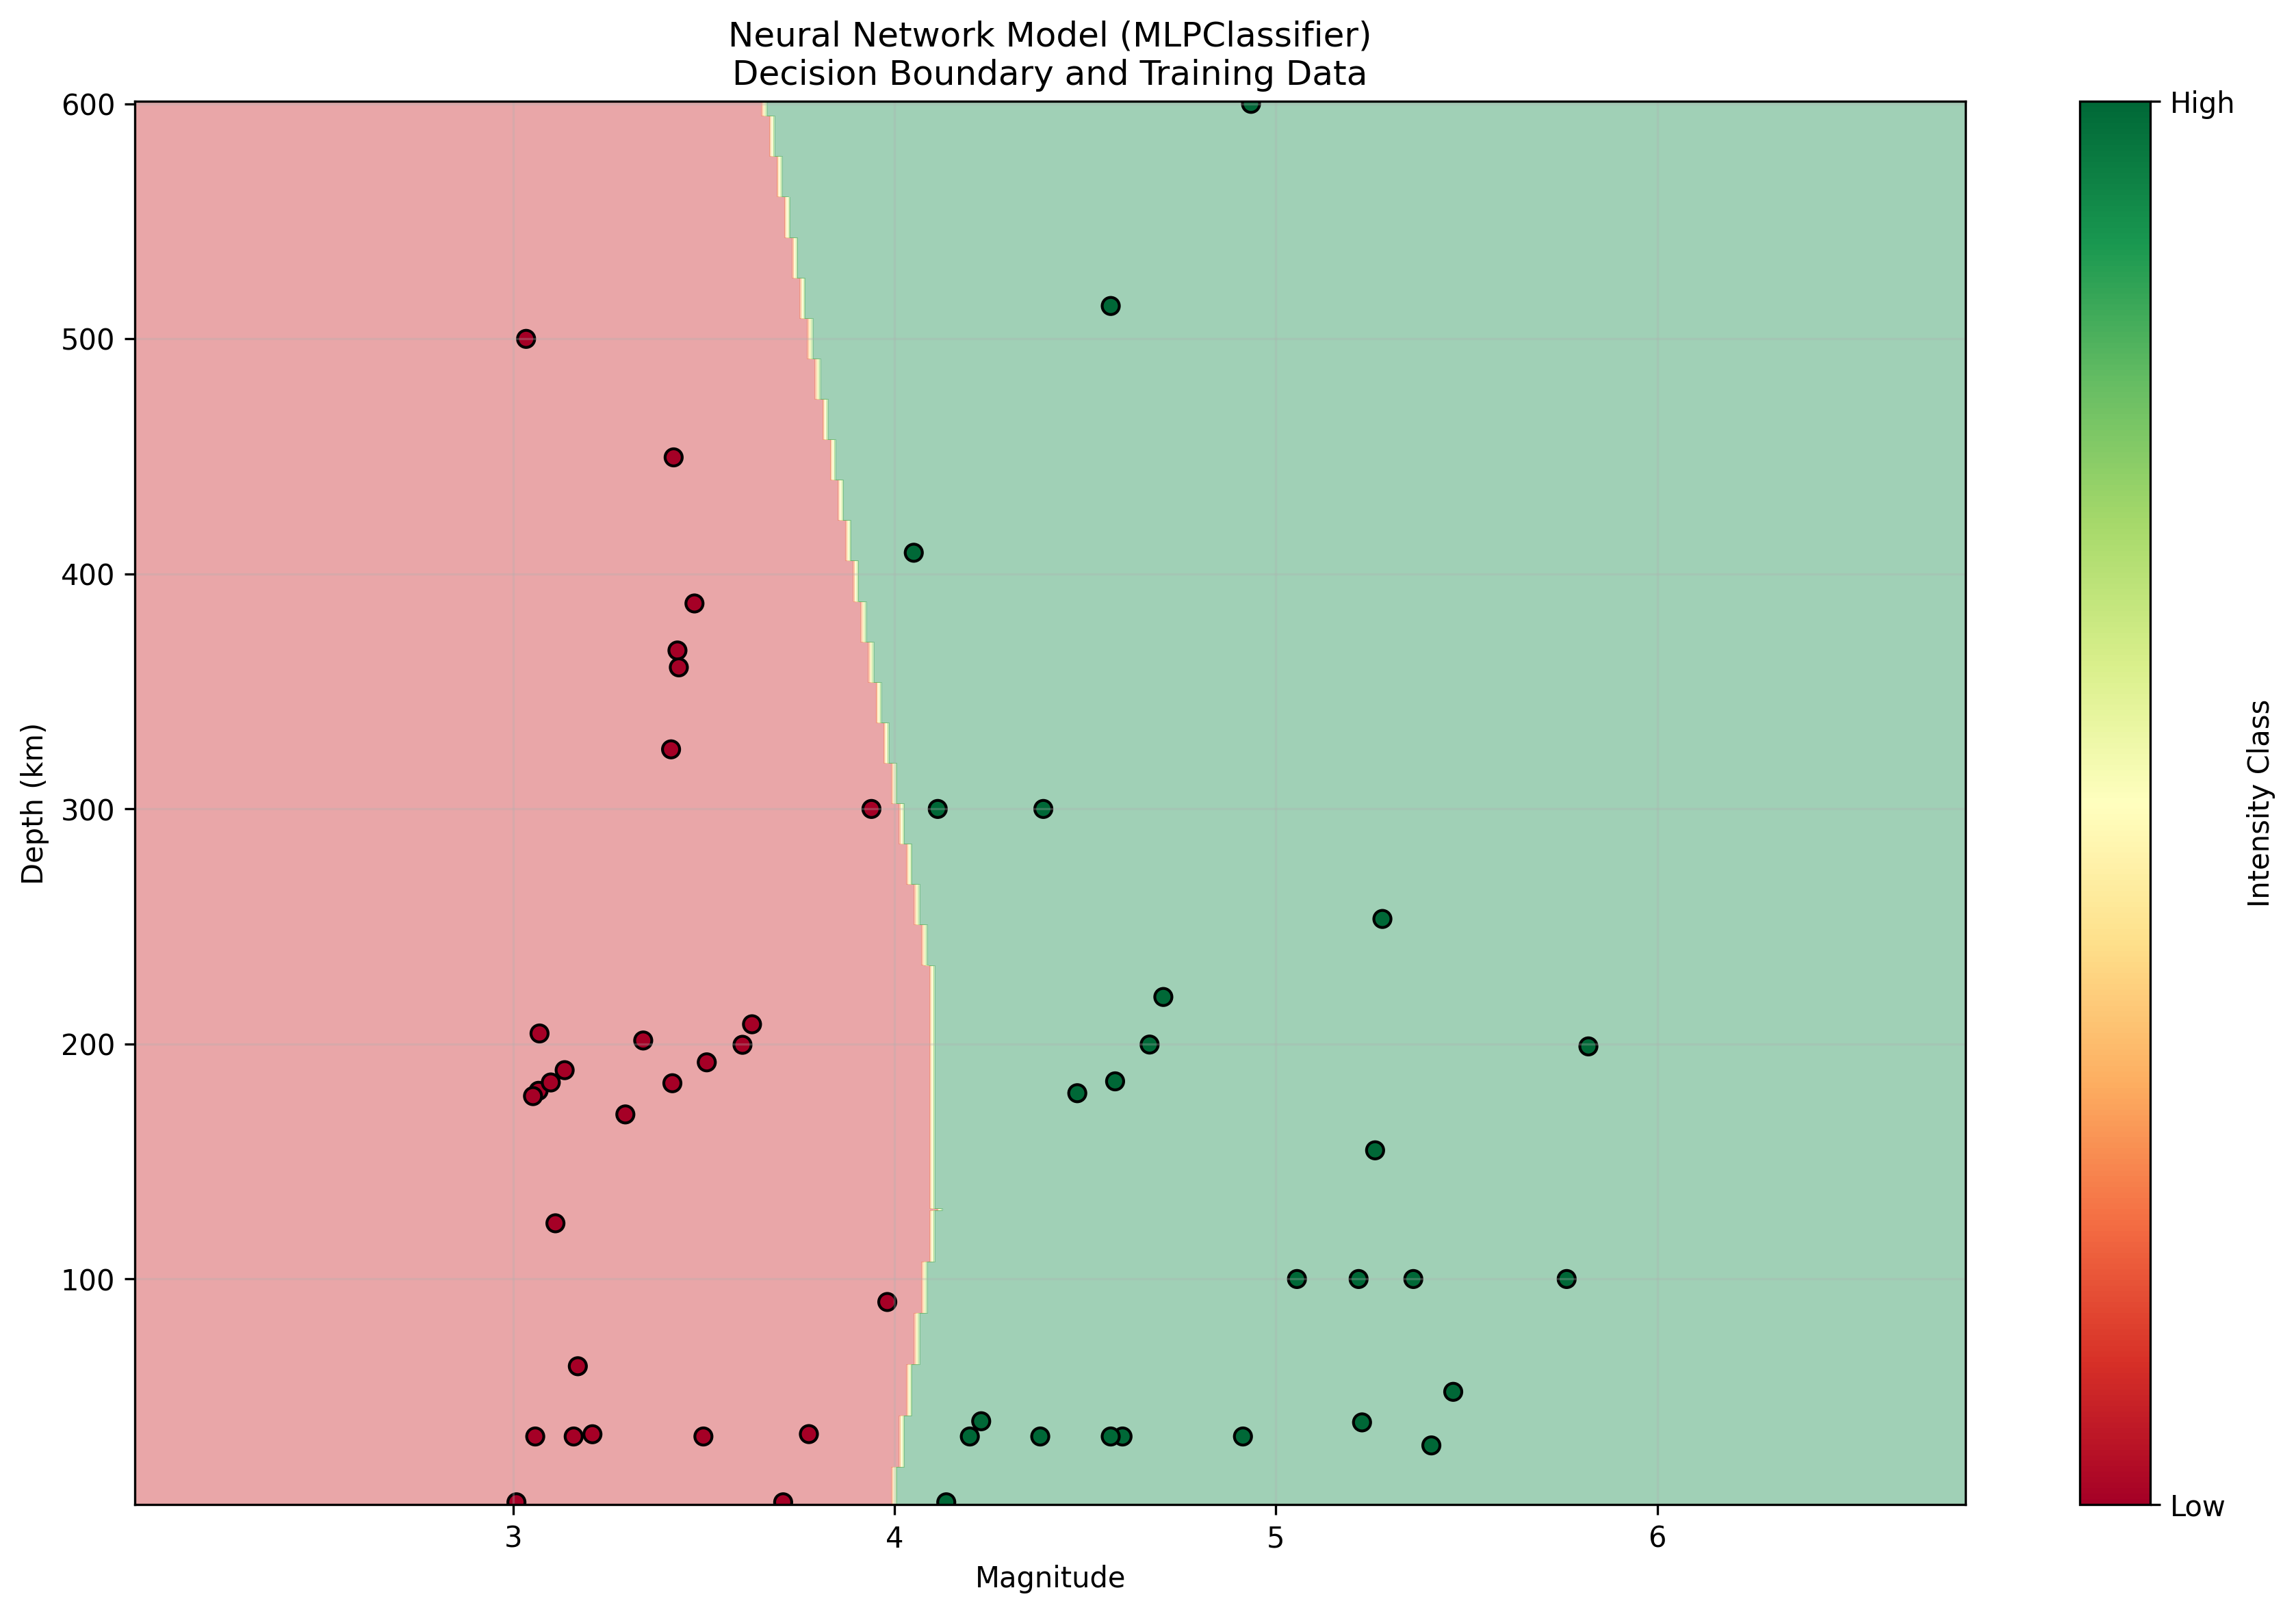 Neural Network Model (MLPClassifier)
Decision Boundary and Training Data
600
500
400
300
200
100
Depth (km)
3
4
5
6
Magnitude
High
Low
Intensity Class